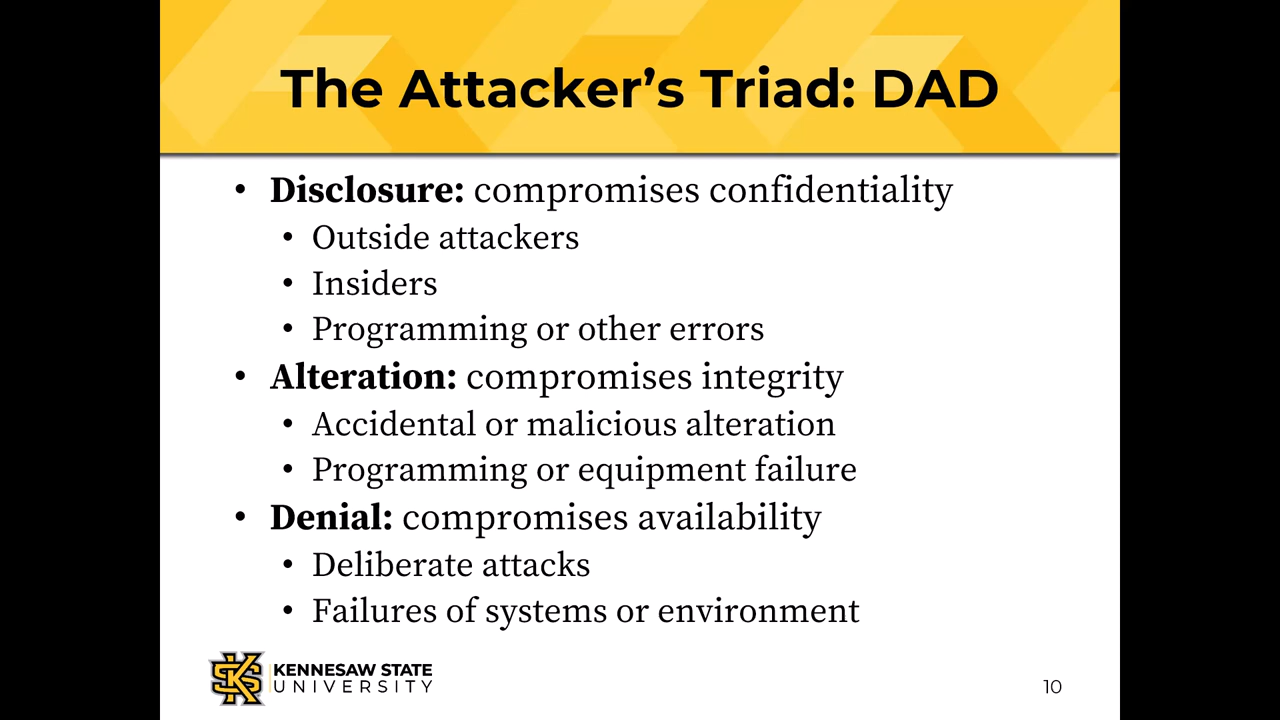 The Attacker’s Triad: DAD
• Disclosure: compromises confidentiality
• Outside attackers
• Insiders
• Programming or other errors
• Alteration: compromises integrity
• Accidental or malicious alteration
• Programming or equipment failure
• Denial: compromises availability
• Deliberate attacks
• Failures of systems or environment
KS
KENNESAW STATE
UNIVERSITY
10